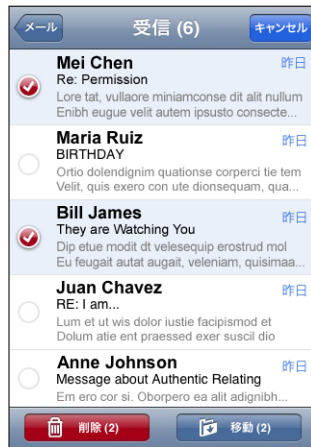 メール 受信 (6) キャンセル
Mei Chen 昨日
Re: Permission
Lore tat, vullaore miniamconse dit alit nullum
Enibh eugue velit autem ipsusto consecte...
Maria Ruiz 昨日
BIRTHDAY
Ortio dolendignim quationse corperci tie tem
Velit, quis exero con ute dionsequam, qua...
Bill James 昨日
They are Watching You
Dip etue modit dt velesequip erostrud mol
Eu feugait autat augait, veleniam, quisimaa...
Juan Chavez 昨日
RE: I am...
Lum et ut wis dolor iustie facipismod et
Dolum atie ent praessed exer suscil dio
Anne Johnson 昨日
Message about Authentic Relating
Em ero cor si. Oborpero ea alit adignibh...
削除 (2) 移動 (2)